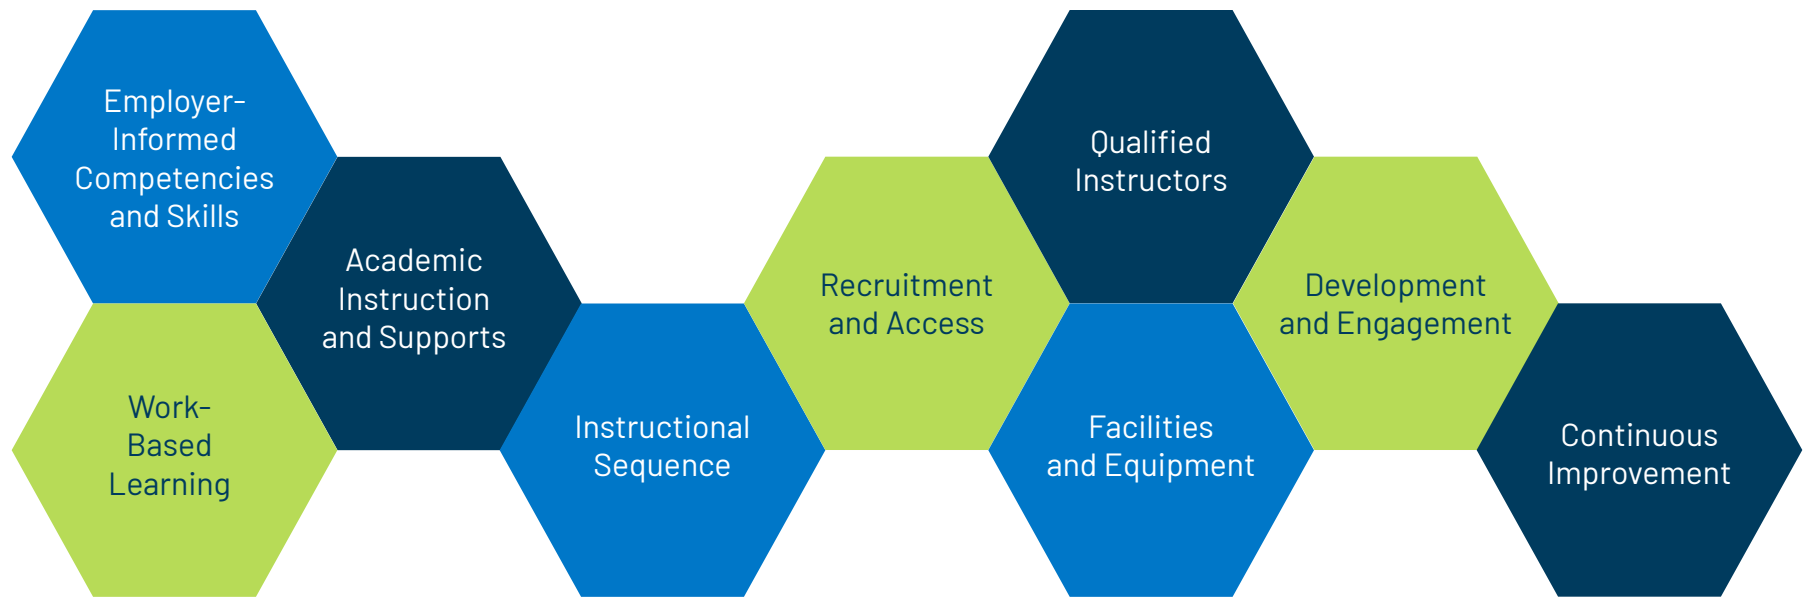 Employer-
Informed
Competencies
and Skills
Work-
Based
Learning
Academic
Instruction
and Supports
Instructional
Sequence
Recruitment
and Access
Qualified
Instructors
Facilities
and Equipment
Development
and Engagement
Continuous
Improvement